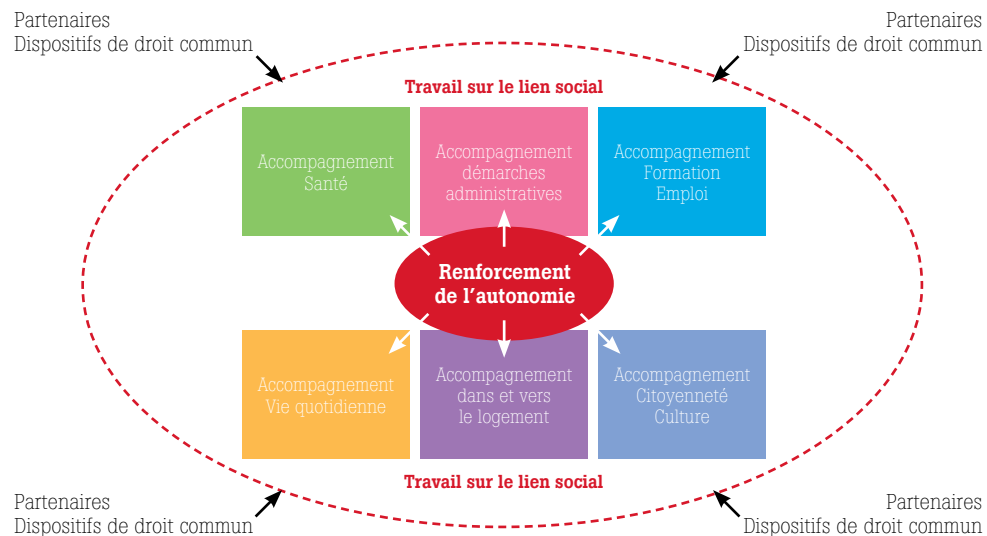 Partenaires
Dispositifs de droit commun
Partenaires
Dispositifs de droit commun
Travail sur le lien social
Accompagnement
Santé
Accompagnement
démarches
administratives
Accompagnement
Formation
Emploi
Renforcement
de l'autonomie
Accompagnement
Vie quotidienne
Accompagnement
dans et vers
le logement
Accompagnement
Citoyenneté
Culture
Travail sur le lien social
Partenaires
Dispositifs de droit commun
Partenaires
Dispositifs de droit commun